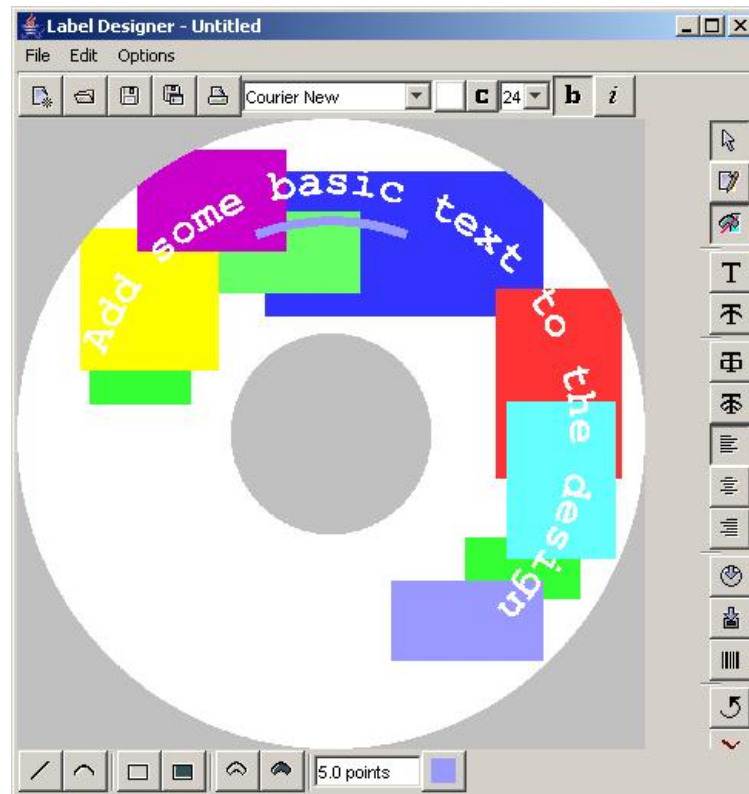 Label Designer - Untitled
File Edit Options
Courier New C 24 b i
Add some basic text to the design
T
T
T
T
5.0 points